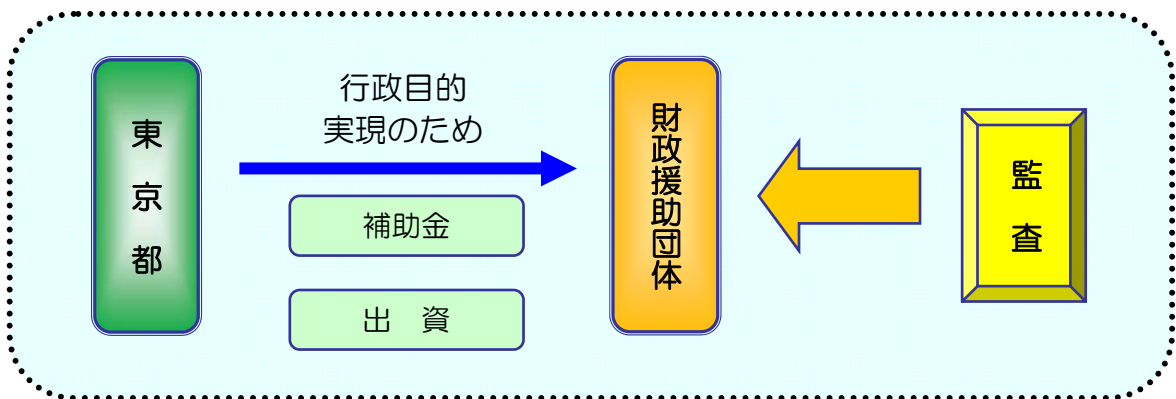 東京都
行政目的
実現のため
補助金
出　資
財政援助団体
監査